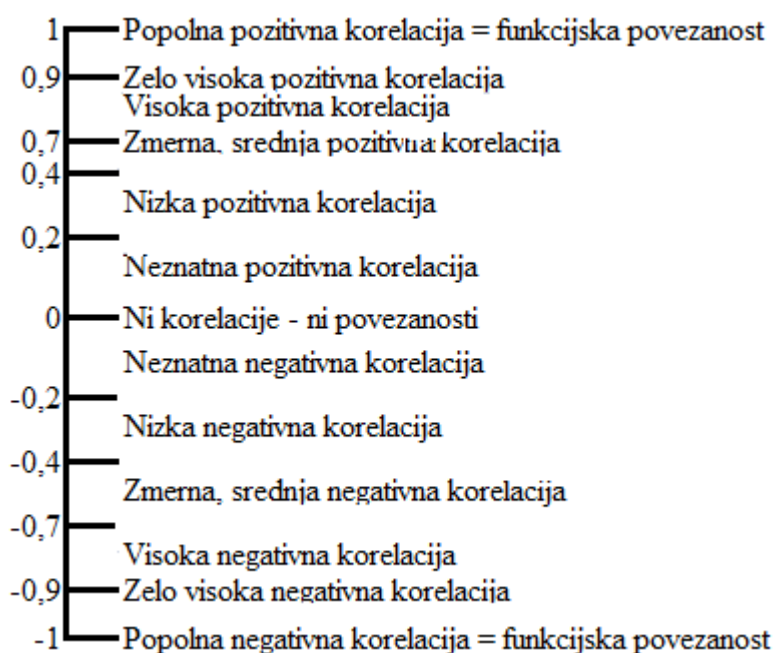 1 Popolna pozitivna korelacija = funkcijska povezanost
0,9 Zelo visoka pozitivna korelacija
Visoka pozitivna korelacija
0,7 Zmerna, srednja pozitivna korelacija
0,4
Nizka pozitivna korelacija
0,2
Neznatna pozitivna korelacija
0 Ni korelacije - ni povezanosti
Neznatna negativna korelacija
-0,2
Nizka negativna korelacija
-0,4
Zmerna, srednja negativna korelacija
-0,7
Visoka negativna korelacija
-0,9 Zelo visoka negativna korelacija
-1 Popolna negativna korelacija = funkcijska povezanost